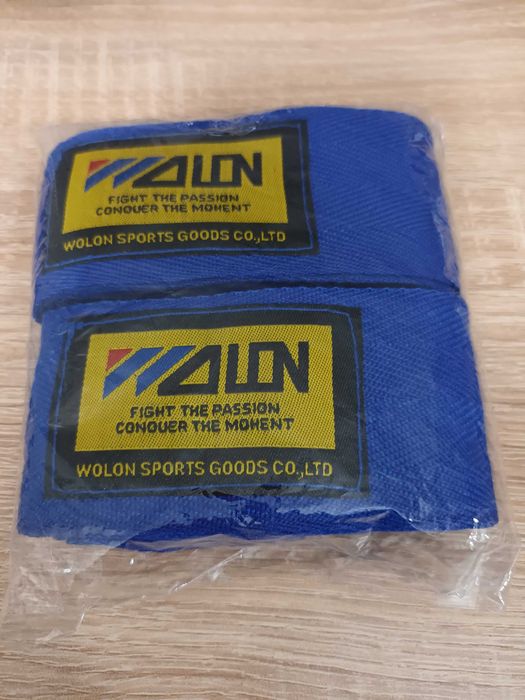 WOLON
FIGHT THE PASSION
CONQUER THE MOMENT
WOLON SPORTS GOODS CO.,LTD
WOLON
FIGHT THE PASSION
CONQUER THE MOMENT
WOLON SPORTS GOODS CO.,LTD